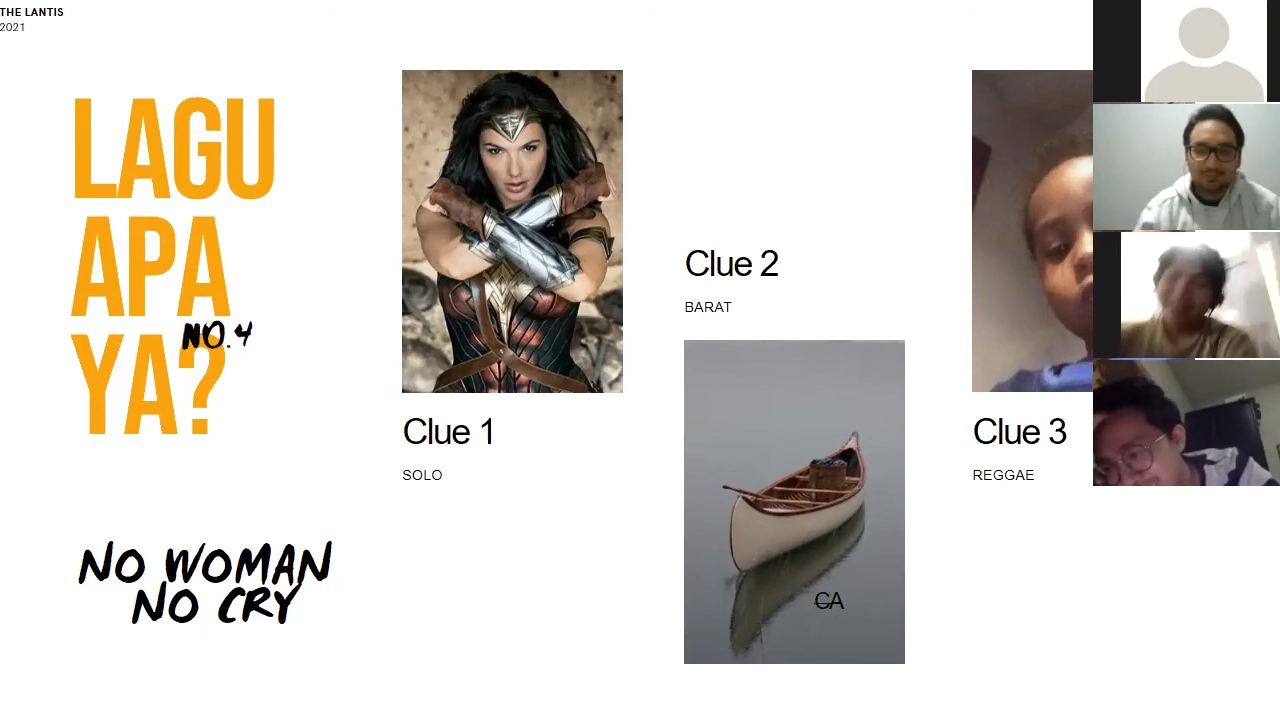 THE LANTIS
2021
LAGU
APA
YA?
NO.4
NO WOMAN
NO CRY
Clue 1
SOLO
Clue 2
BARAT
CA
Clue 3
REGGAE